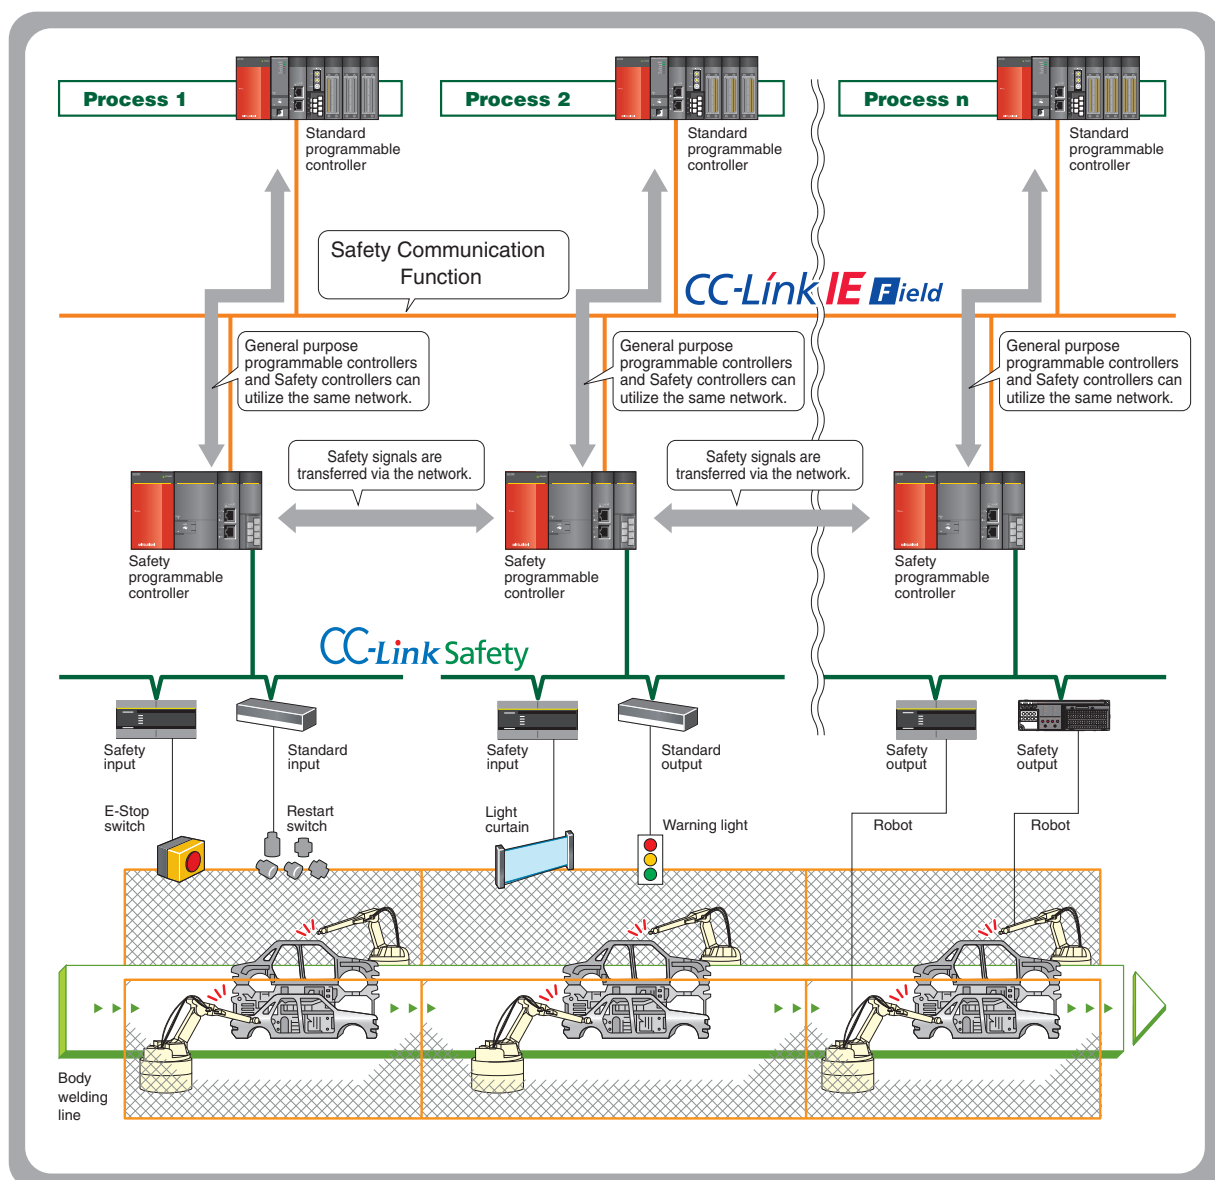 Process 1
Process 2
Process n
Standard
programmable
controller
Standard
programmable
controller
Standard
programmable
controller
Safety Communication
Function
CC-Link IE Field
General purpose
programmable controllers
and Safety controllers can
utilize the same network.
General purpose
programmable controllers
and Safety controllers can
utilize the same network.
General purpose
programmable controllers
and Safety controllers can
utilize the same network.
Safety signals are
transferred via the network.
Safety signals are
transferred via the network.
Safety
programmable
controller
Safety
programmable
controller
Safety
programmable
controller
CC-Link Safety
Safety
input
Standard
input
Safety
input
Standard
output
Safety
output
Safety
output
E-Stop
switch
Restart
switch
Light
curtain
Warning light
Robot
Robot
Body
welding
line